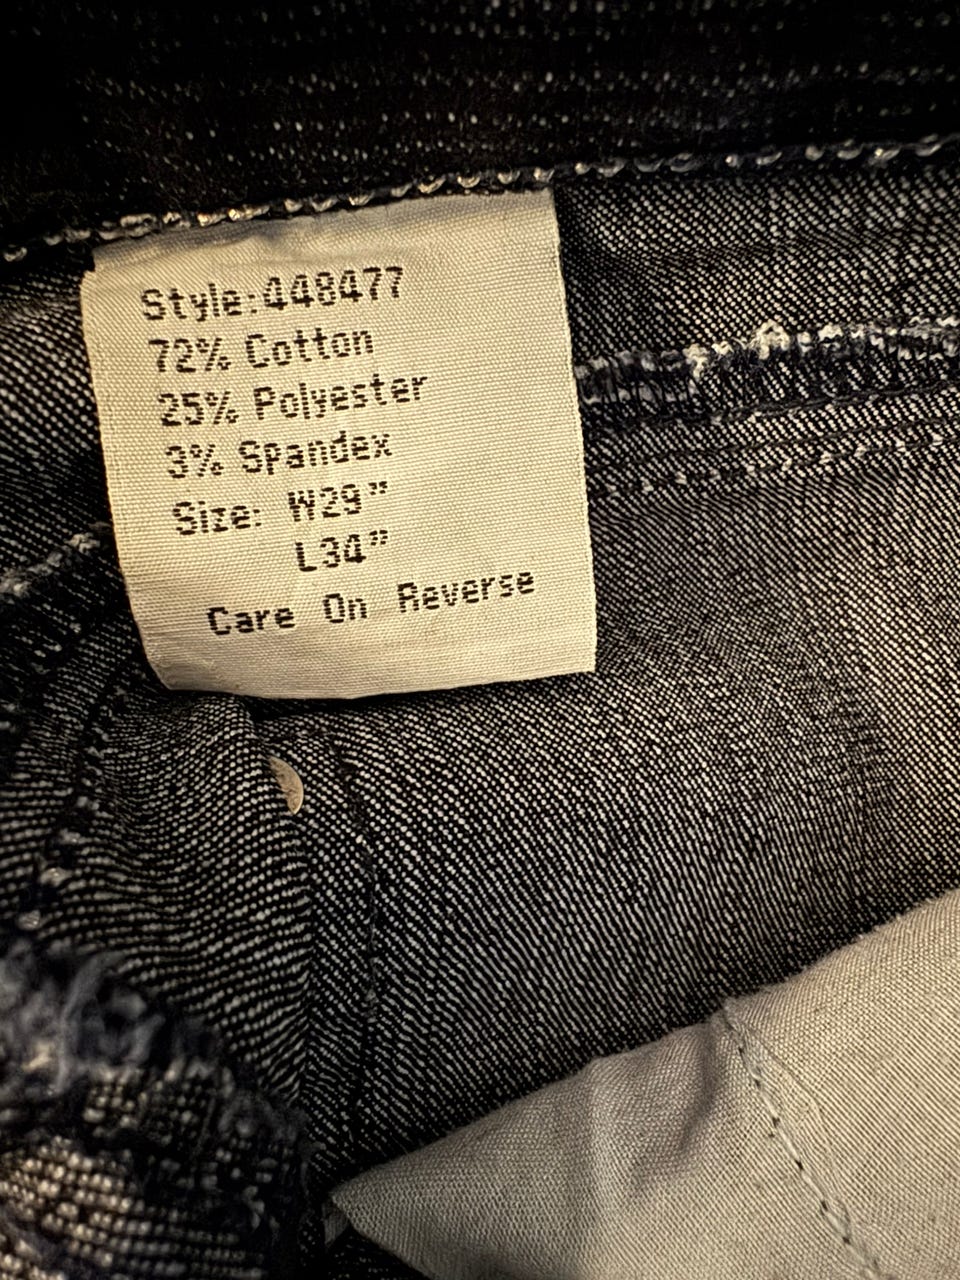 Style:448477
72% Cotton
25% Polyester
3% Spandex
Size: W29"
L34"
Care On Reverse